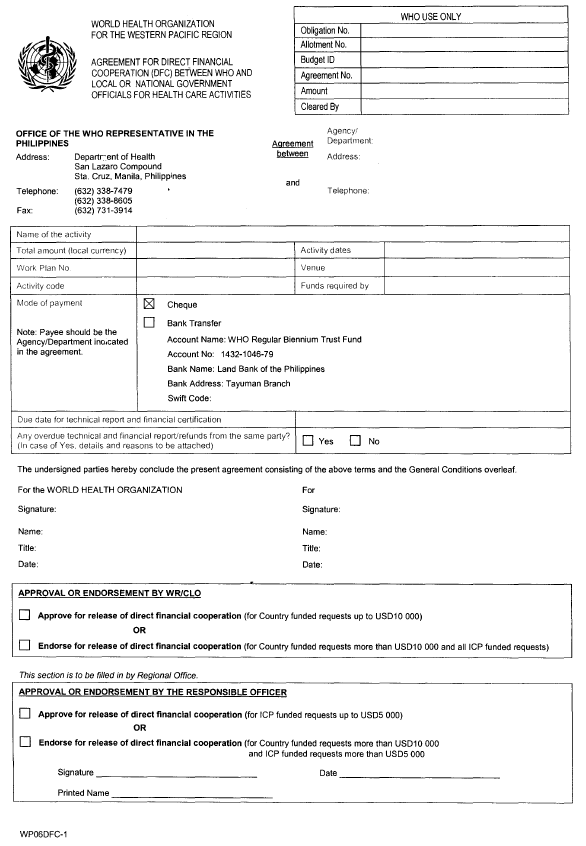 WORLD HEALTH ORGANIZATION
FOR THE WESTERN PACIFIC REGION
AGREEMENT FOR DIRECT FINANCIAL
COOPERATION (DFC) BETWEEN WHO AND
LOCAL OR NATIONAL GOVERNMENT
OFFICIALS FOR HEALTH CARE ACTIVITIES
WHO USE ONLY
Obligation No.
Allotment No.
Budget ID
Agreement No.
Amount
Cleared By
OFFICE OF THE WHO REPRESENTATIVE IN THE
PHILIPPINES
Address: Department of Health
San Lazaro Compound
Sta. Cruz, Manila, Philippines
Telephone: (632) 338-7479
(632) 338-8605
Fax: (632) 731-3914
Agreement
between
and
Agency/
Department:
Address:
Telephone:
Name of the activity
Total amount (local currency) Activity dates
Work Plan No. Venue
Activity code Funds required by
Mode of payment
Note: Payee should be the
Agency/Department indicated
in the agreement.
Cheque
Bank Transfer
Account Name: WHO Regular Biennium Trust Fund
Account No: 1432-1046-79
Bank Name: Land Bank of the Philippines
Bank Address: Tayuman Branch
Swift Code:
Due date for technical report and financial certification
Any overdue technical and financial report/refunds from the same party?
(In case of Yes, details and reasons to be attached)
Yes No
The undersigned parties hereby conclude the present agreement consisting of the above terms and the General Conditions overleaf.
For the WORLD HEALTH ORGANIZATION For
Signature: Signature:
Name: Name:
Title: Title:
Date: Date:
APPROVAL OR ENDORSEMENT BY WR/CLO
Approve for release of direct financial cooperation (for Country funded requests up to USD10 000)
OR
Endorse for release of direct financial cooperation (for Country funded requests more than USD10 000 and all ICP funded requests)
This section is to be filled in by Regional Office.
APPROVAL OR ENDORSEMENT BY THE RESPONSIBLE OFFICER
Approve for release of direct financial cooperation (for ICP funded requests up to USD5 000)
OR
Endorse for release of direct financial cooperation (for Country funded requests more than USD10 000
and ICP funded requests more than USD5 000
Signature Date
Printed Name
WP06DFC-1